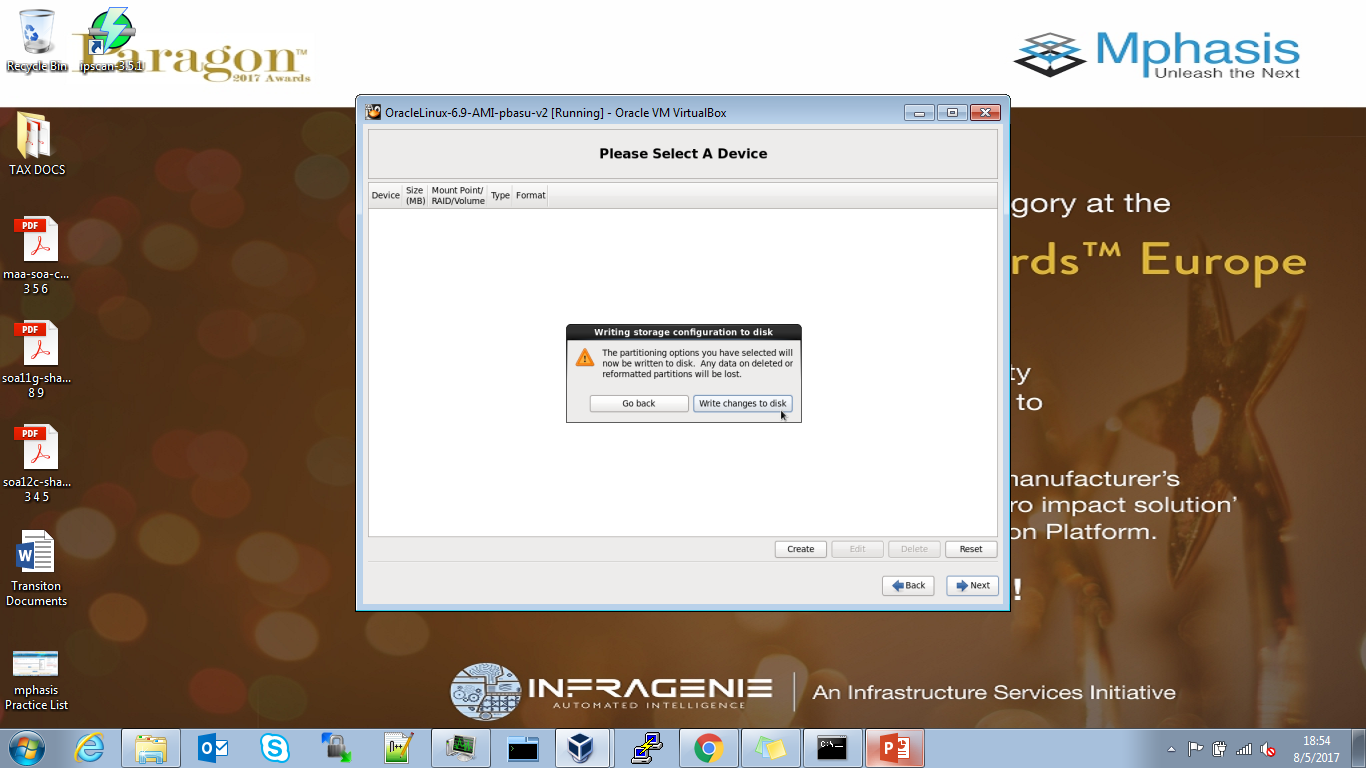 Recycle Bin
ipscan-3.5.1
Paragon™
2017 Awards
Mphasis
Unleash the Next
TAX DOCS
PDF
maa-soa-c...
3 5 6
PDF
soa11g-sha...
8 9
PDF
soa12c-sha...
3 4 5
Transiton
Documents
mphasis
Practice List
OracleLinux-6.9-AMI-pbasu-v2 [Running] - Oracle VM VirtualBox
Please Select A Device
Device
Size
(MB)
Mount Point/
RAID/Volume
Type
Format
Writing storage configuration to disk
The partitioning options you have selected will
now be written to disk. Any data on deleted or
reformatted partitions will be lost.
Go back
Write changes to disk
Create
Edit
Delete
Reset
Back
Next
gory at the
rds™ Europe
ty
to
nanufacturer's
ro impact solution'
on Platform.
!
INFRAGENIE
AUTOMATED INTELLIGENCE
An Infrastructure Services Initiative
18:54
8/5/2017